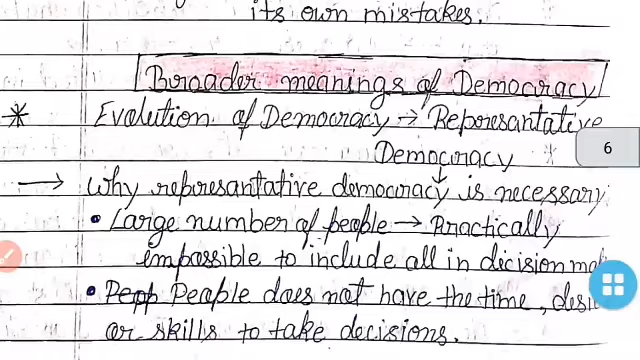 its own mistakes.
Broader meanings of Democracy
* Evolution of Democracy → Represantative
Democracy
6
→ Why represantative democracy is necessary
• Large number of people → Practically
impossible to include all in decision
• Pepp People does not have the time,
or skills to take decisions.